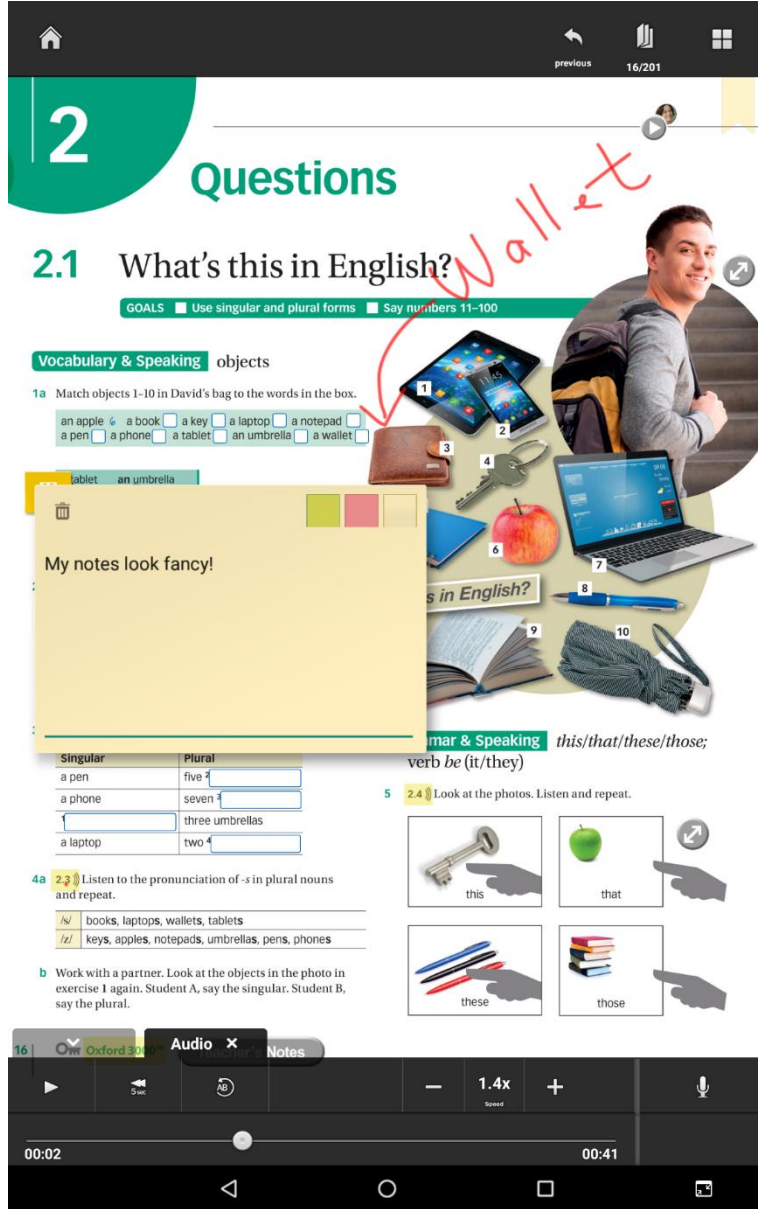 previous
16/201
2
Questions
Wallet
2.1 What's this in English?
GOALS Use singular and plural forms Say numbers 11–100
Vocabulary & Speaking objects
1a Match objects 1–10 in David's bag to the words in the box.
an apple 6 a book a key a laptop a notepad
a pen a phone a tablet an umbrella a wallet
tablet an umbrella
My notes look fancy!
1
11:45
2
3
4
6
7
8
s in English?
9
10
Singular Plural
a pen five 2
a phone seven 3
1 three umbrellas
a laptop two 4
4a 2.3 Listen to the pronunciation of -s in plural nouns
and repeat.
/s/ books, laptops, wallets, tablets
/z/ keys, apples, notepads, umbrellas, pens, phones
b Work with a partner. Look at the objects in the photo in
exercise 1 again. Student A, say the singular. Student B,
say the plural.
mar & Speaking this/that/these/those;
verb be (it/they)
5 2.4 Look at the photos. Listen and repeat.
this
that
these
those
16 Oxford 3000 Teacher's Notes
Audio
5 sec
AB
1.4x
Speed
00:02
00:41